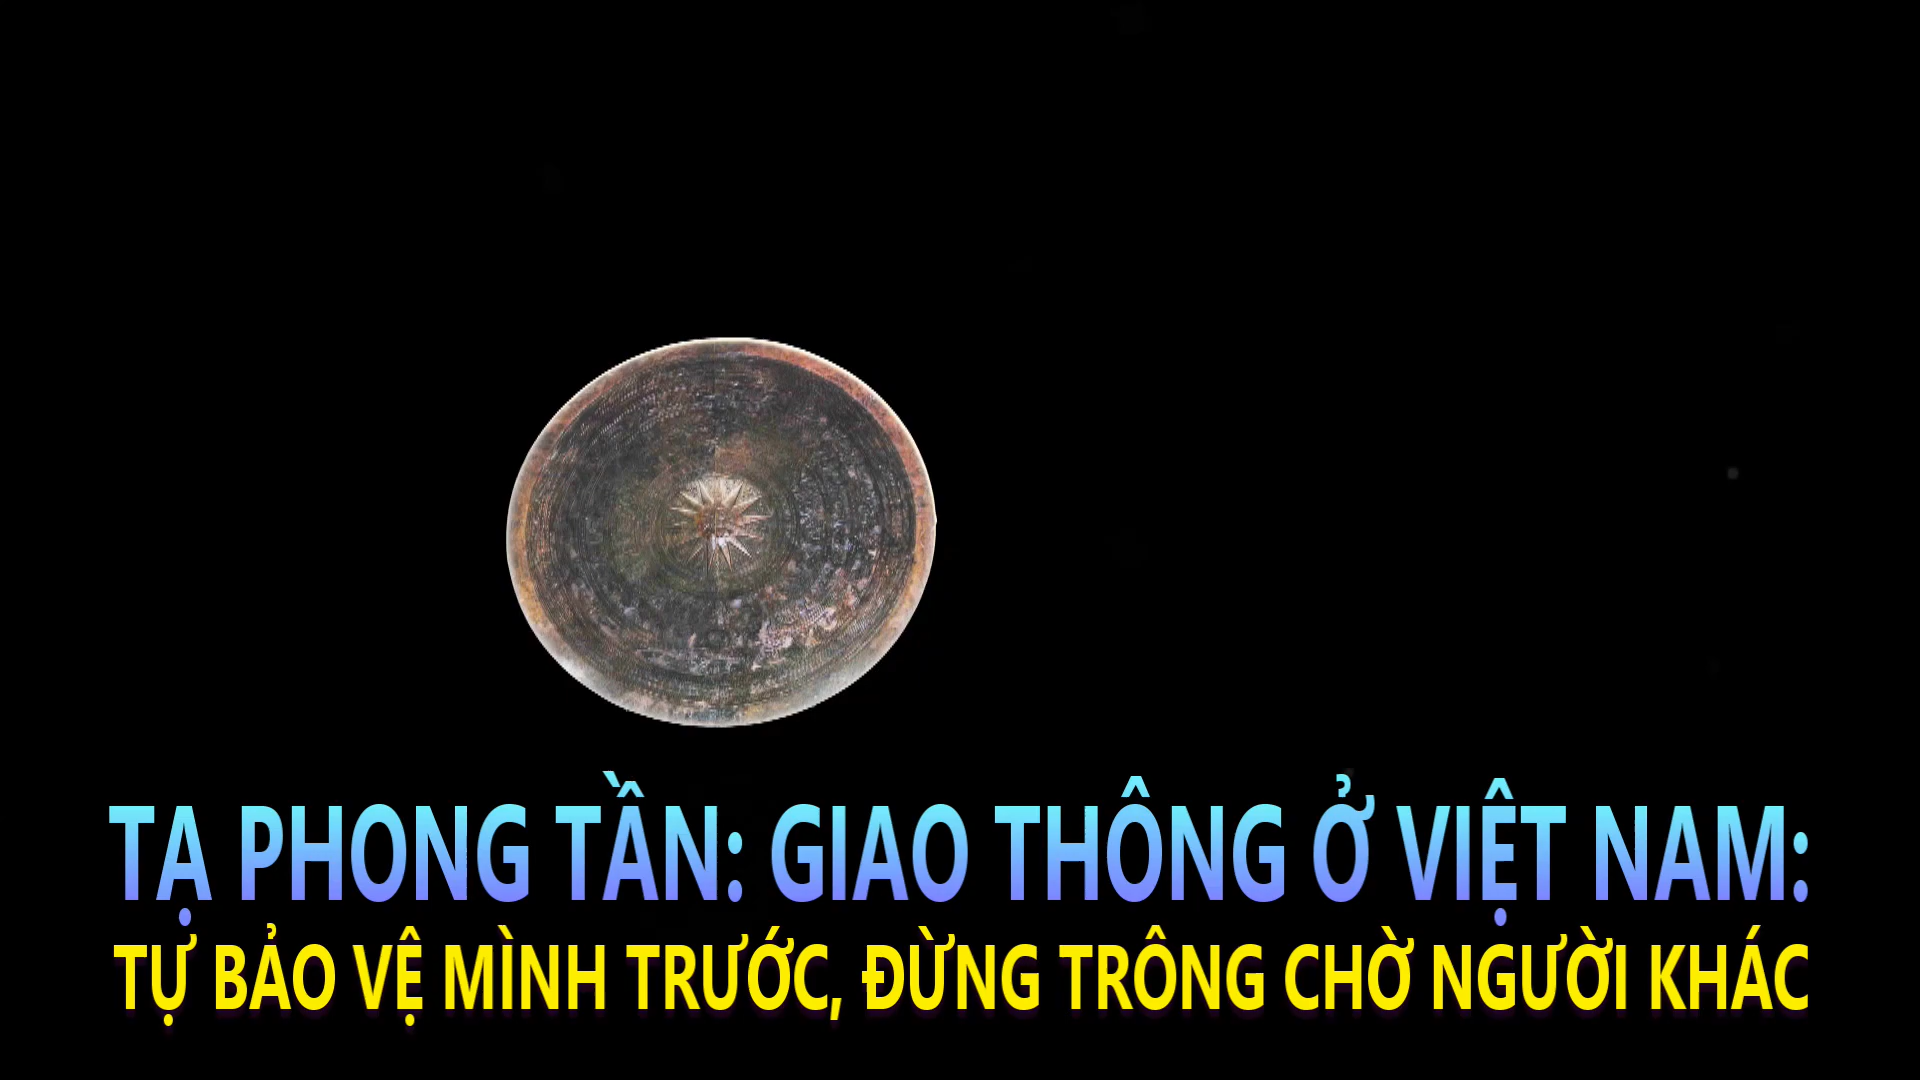 TẠ PHONG TẦN: GIAO THÔNG Ở VIỆT NAM:
TỰ BẢO VỆ MÌNH TRƯỚC, ĐỪNG TRÔNG CHỜ NGƯỜI KHÁC